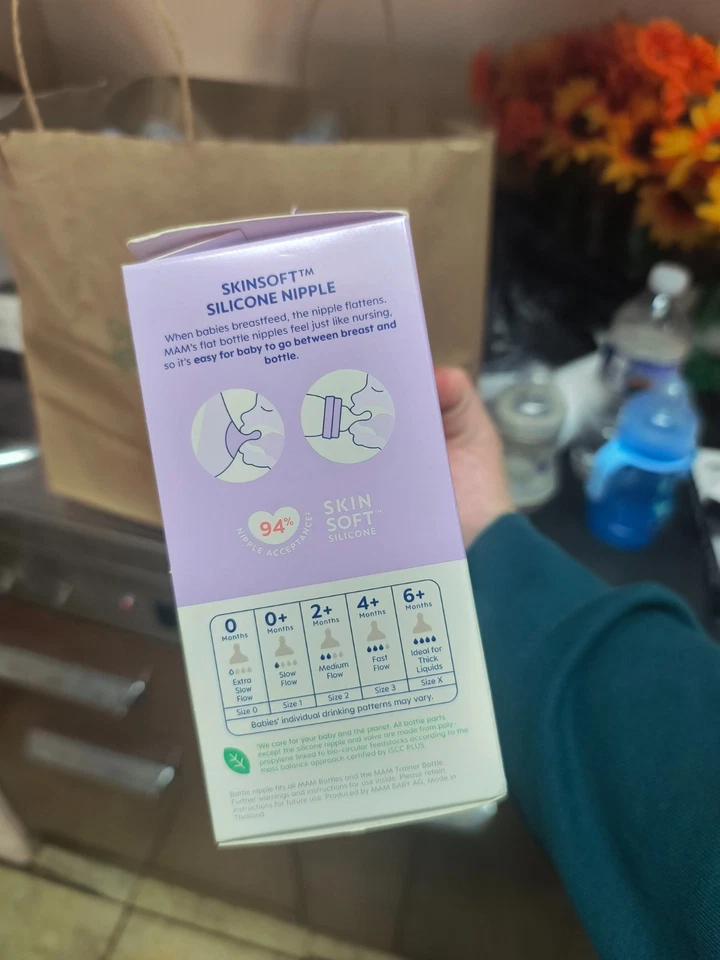 SKINSOFT™
SILICONE NIPPLE
When babies breastfeed, the nipple flattens.
MAM's flat bottle nipples feel just like nursing,
so it's easy for baby to go between breast and
bottle.
94%
NIPPLE ACCEPTANCE²
SKIN
SOFT™
SILICONE
0
Months
Extra
Slow
Flow
Size 0
0+
Months
Slow
Flow
Size 1
2+
Months
Medium
Flow
Size 2
4+
Months
Fast
Flow
Size 3
6+
Months
Ideal for
Thick
Liquids
Size X
Babies' individual drinking patterns may vary.
¹We care for your baby and the planet. All bottle parts
except the silicone nipple and valve are made from poly-
propylene linked to bio-circular feedstocks according to the
mass balance approach certified by ISCC PLUS.
Bottle nipple fits all MAM Bottles and the MAM Trainer Bottle.
Further warnings and instructions for use inside. Please retain
instructions for future use. Produced by MAM BABY AG. Made in
Thailand.